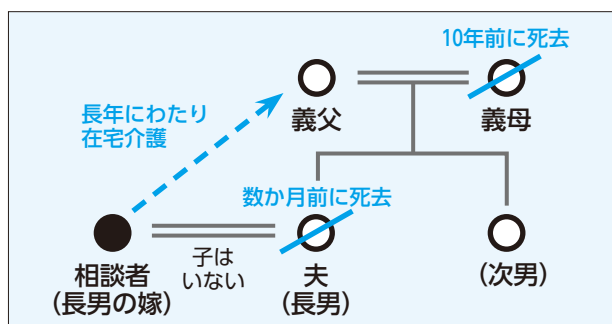 10年前に死去
長年にわたり
在宅介護
義父
義母
数か月前に死去
子は
いない
相談者
(長男の嫁)
夫
(長男)
(次男)